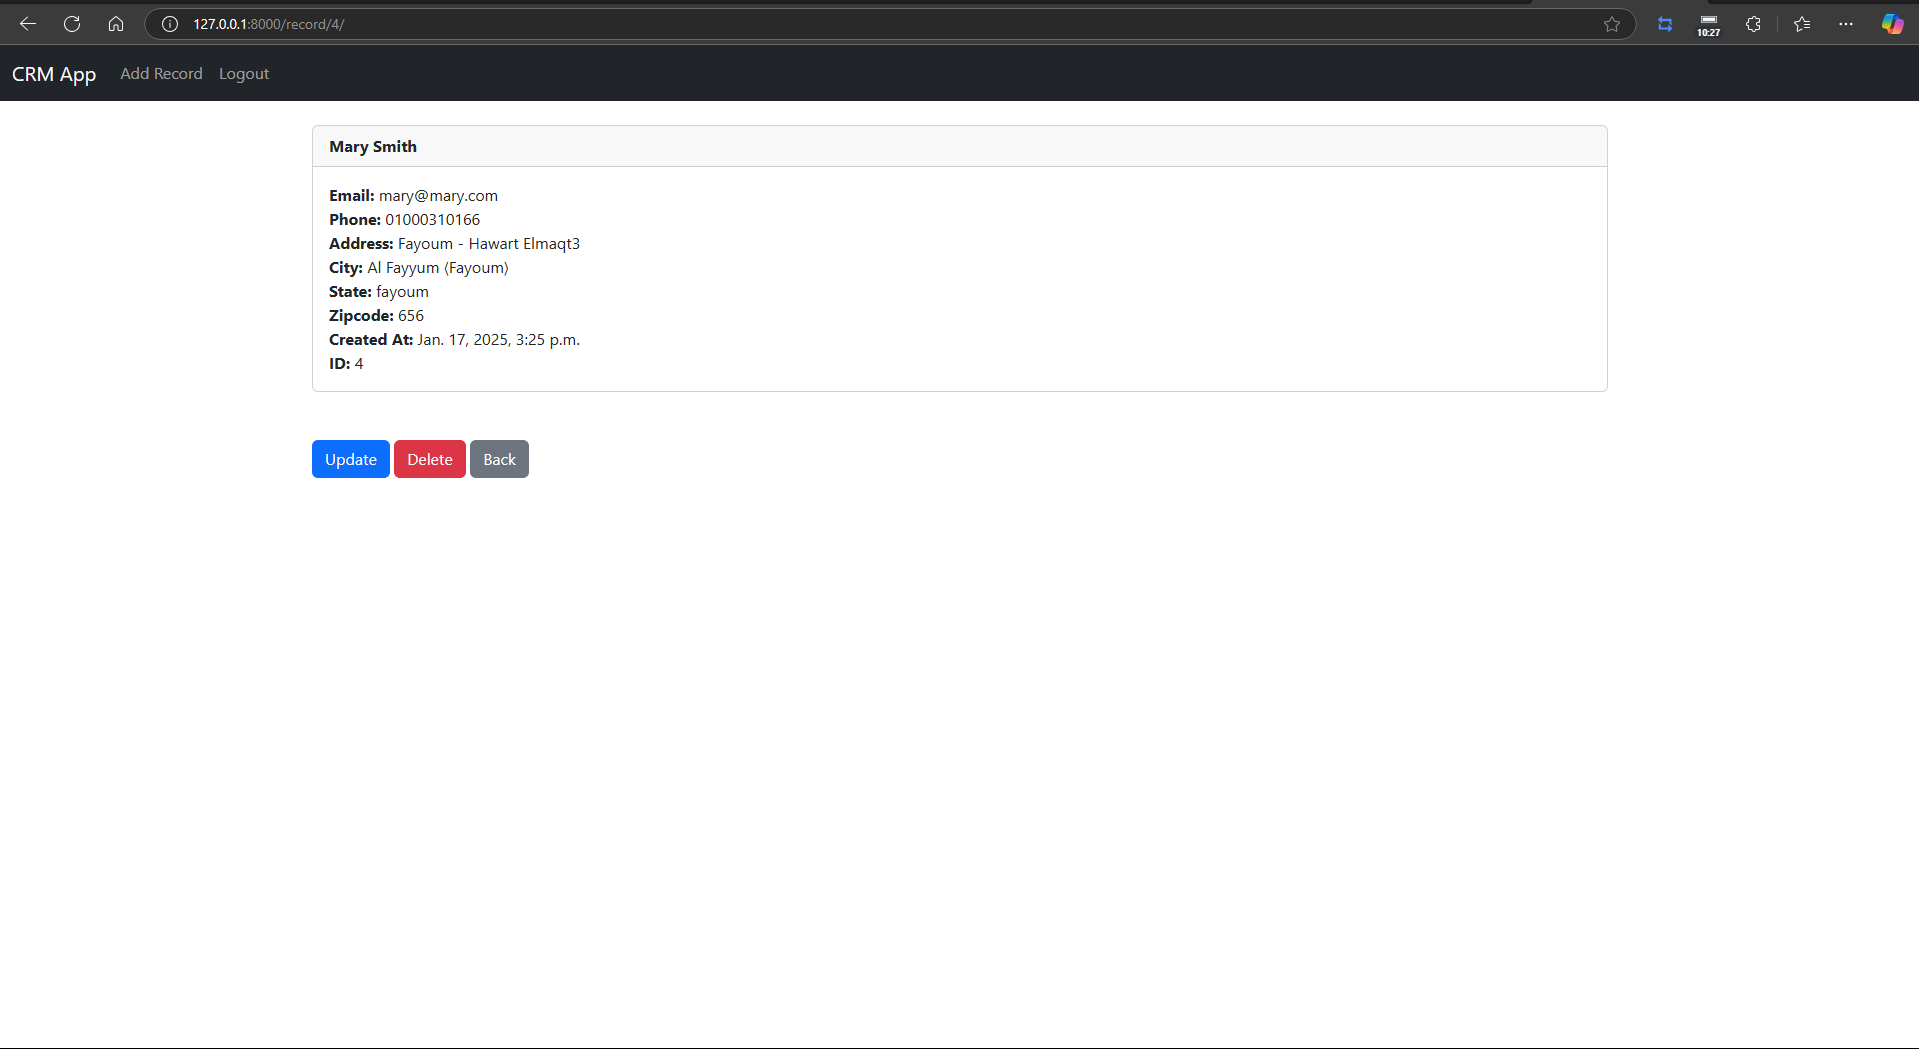 127.0.0.1:8000/record/4/
10:27
CRM App Add Record Logout
Mary Smith
Email: mary@mary.com
Phone: 01000310166
Address: Fayoum - Hawart Elmaqt3
City: Al Fayyum (Fayoum)
State: fayoum
Zipcode: 656
Created At: Jan. 17, 2025, 3:25 p.m.
ID: 4
Update Delete Back